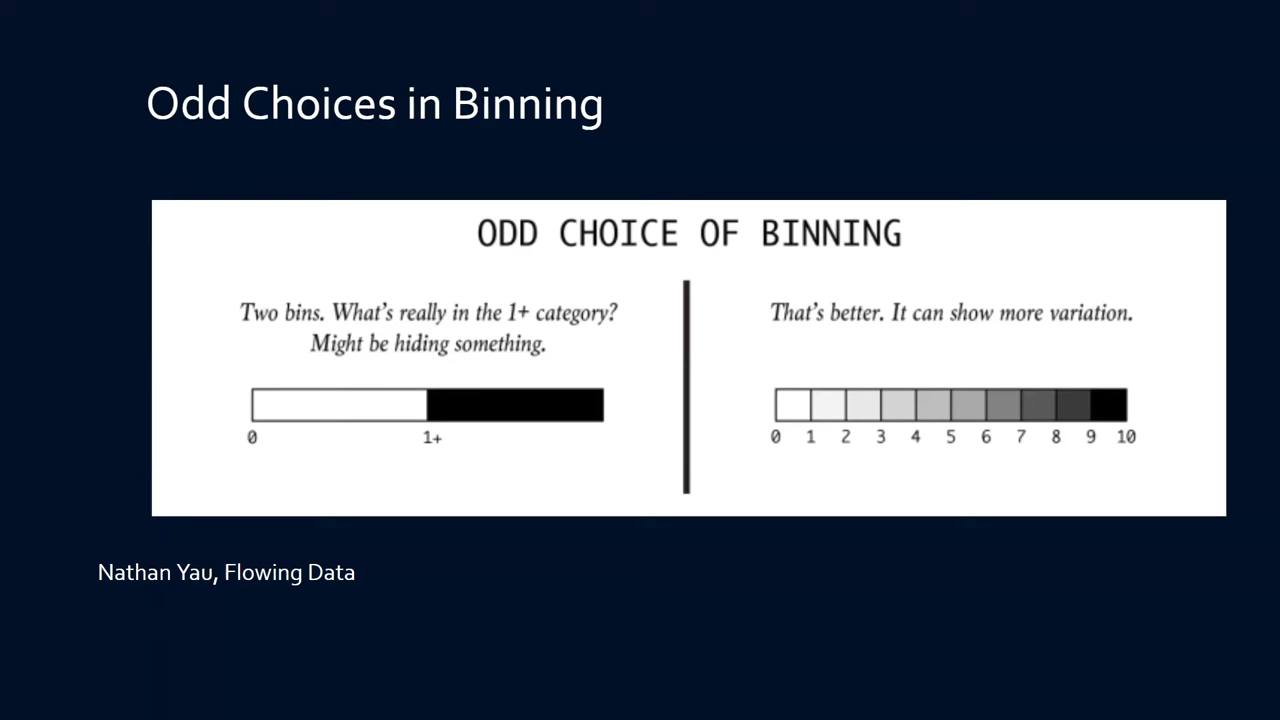 Odd Choices in Binning
ODD CHOICE OF BINNING
Two bins. What's really in the 1+ category?
Might be hiding something.
0 1+
That's better. It can show more variation.
0 1 2 3 4 5 6 7 8 9 10
Nathan Yau, Flowing Data